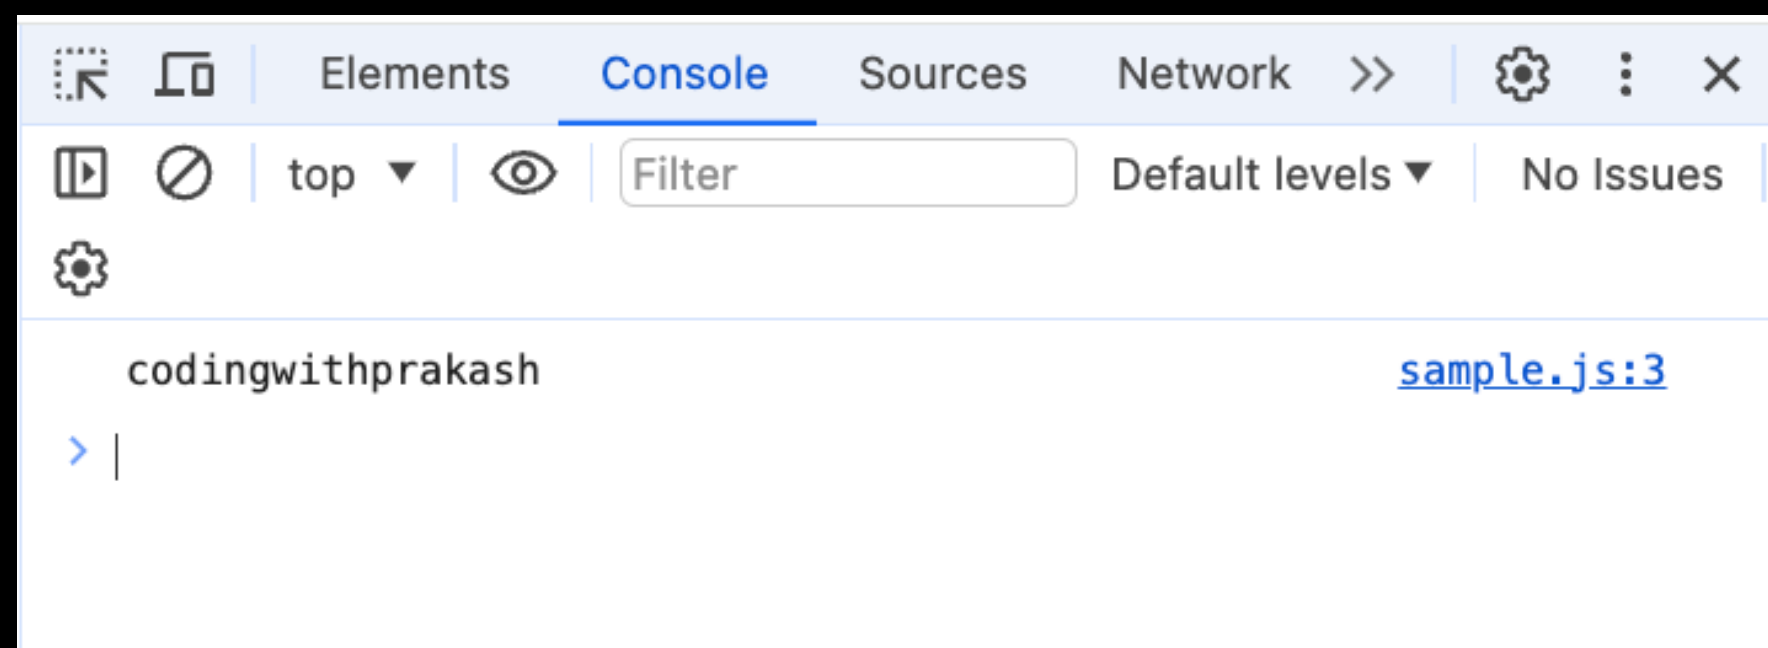 Elements Console Sources Network
top Filter Default levels No Issues
codingwithprakash sample.js:3